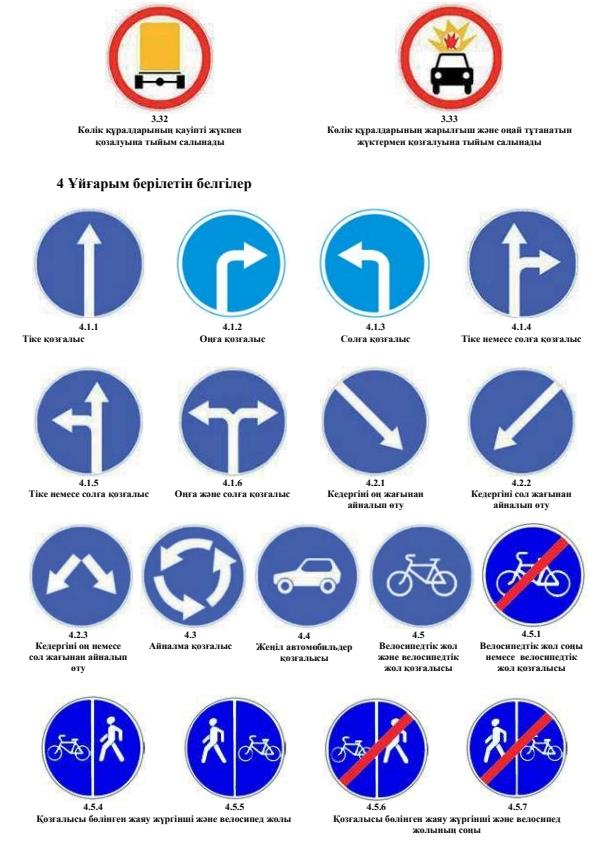 3.32
Көлік құралдарының қауіпті жүкпен
қозалуына тыйым салынады
3.33
Көлік құралдарының жарылғыш және оңай тұтанатын
жүктермен қозғалуына тыйым салынады
4 Ұйғарым берілетін белгілер
4.1.1
Тіке қозғалыс
4.1.2
Оңға қозғалыс
4.1.3
Солға қозғалыс
4.1.4
Тіке немесе солға қозғалыс
4.1.5
Тіке немесе солға қозғалыс
4.1.6
Оңға және солға қозғалыс
4.2.1
Кедергіні оң жағынан
айналып өту
4.2.2
Кедергіні сол жағынан
айналып өту
4.2.3
Кедергіні оң немесе
сол жағынан айналып
өту
4.3
Айналма қозғалыс
4.4
Жеңіл автомобильдер
қозғалысы
4.5
Велосипедтік жол
және велосипедтік
жол қозғалысы
4.5.1
Велосипедтік жол соңы
немесе велосипедтік
жол қозғалысы
4.5.4
4.5.5
Қозғалысы бөлінген жаяу жүргінші және велосипед жолы
4.5.6
4.5.7
Қозғалысы бөлінген жаяу жүргінші және велосипед
жолының соңы